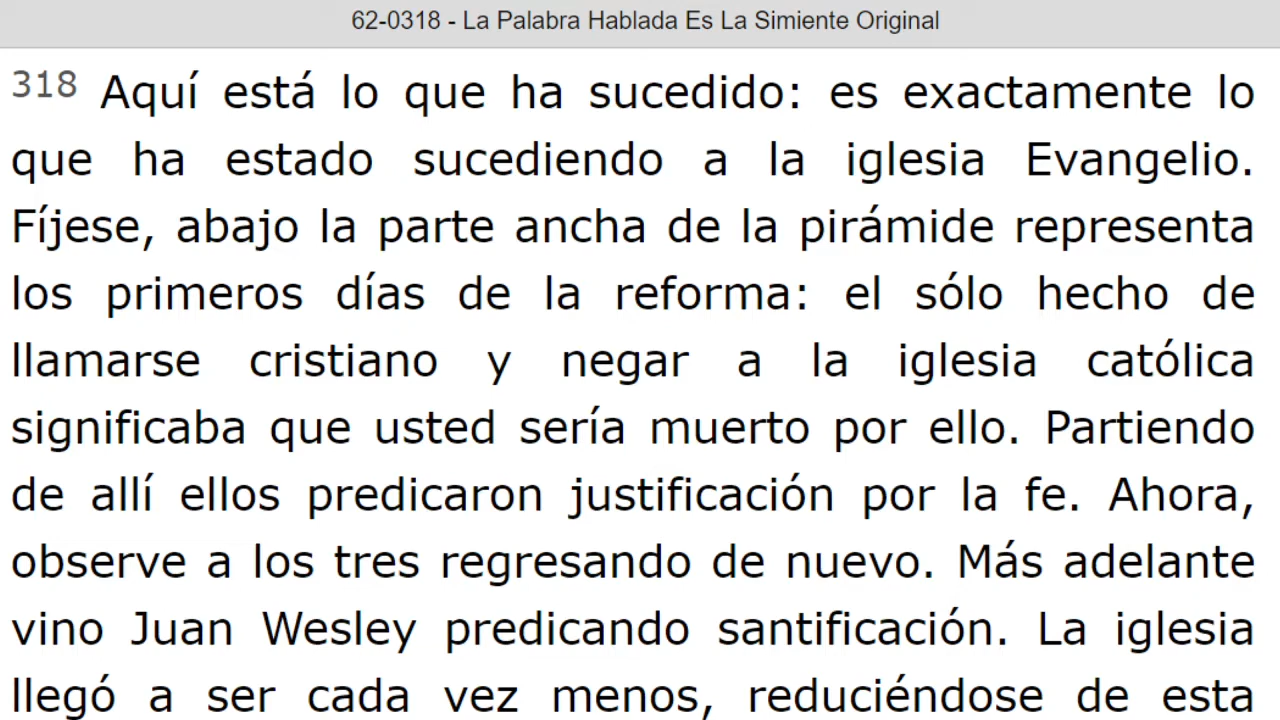 62-0318 - La Palabra Hablada Es La Simiente Original
318 Aquí está lo que ha sucedido: es exactamente lo
que ha estado sucediendo a la iglesia Evangelio.
Fíjese, abajo la parte ancha de la pirámide representa
los primeros días de la reforma: el sólo hecho de
llamarse cristiano y negar a la iglesia católica
significaba que usted sería muerto por ello. Partiendo
de allí ellos predicaron justificación por la fe. Ahora,
observe a los tres regresando de nuevo. Más adelante
vino Juan Wesley predicando santificación. La iglesia
llegó a ser cada vez menos, reduciéndose de esta